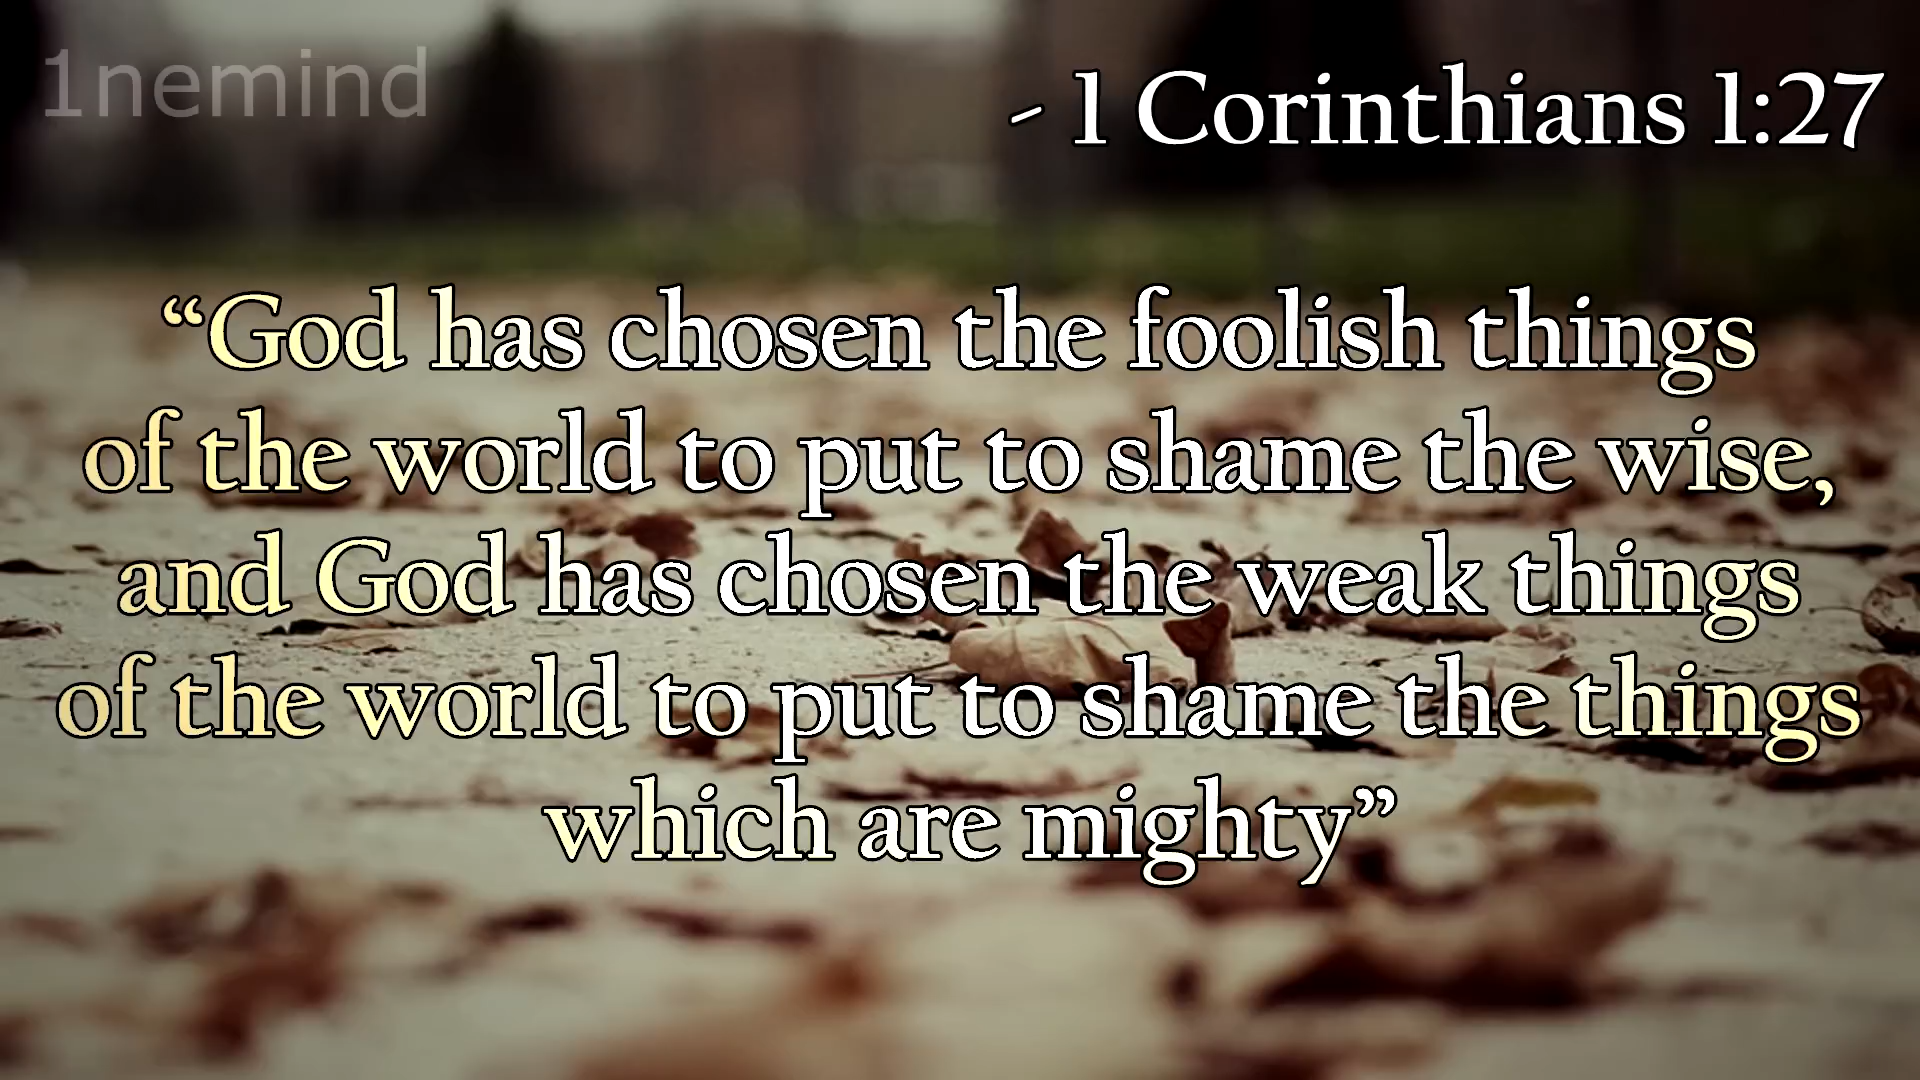 1nemind
- 1 Corinthians 1:27
“God has chosen the foolish things
of the world to put to shame the wise,
and God has chosen the weak things
of the world to put to shame the things
which are mighty”